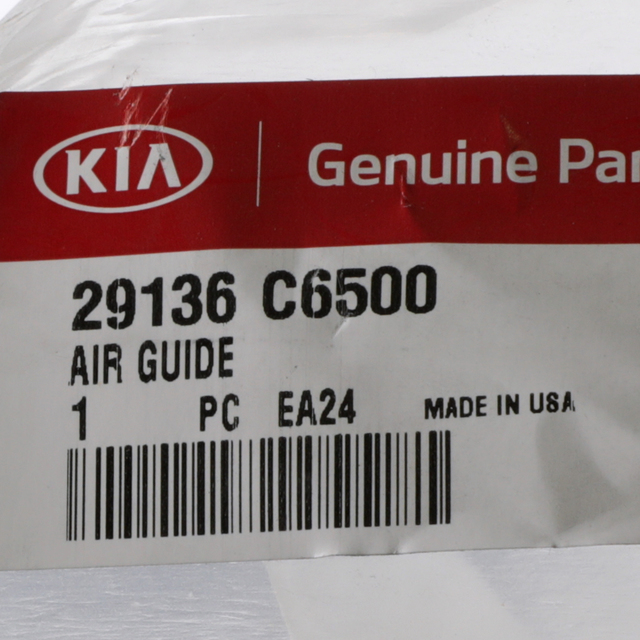 KIA Genuine Par
29136 C6500
AIR GUIDE
1 PC EA24 MADE IN USA